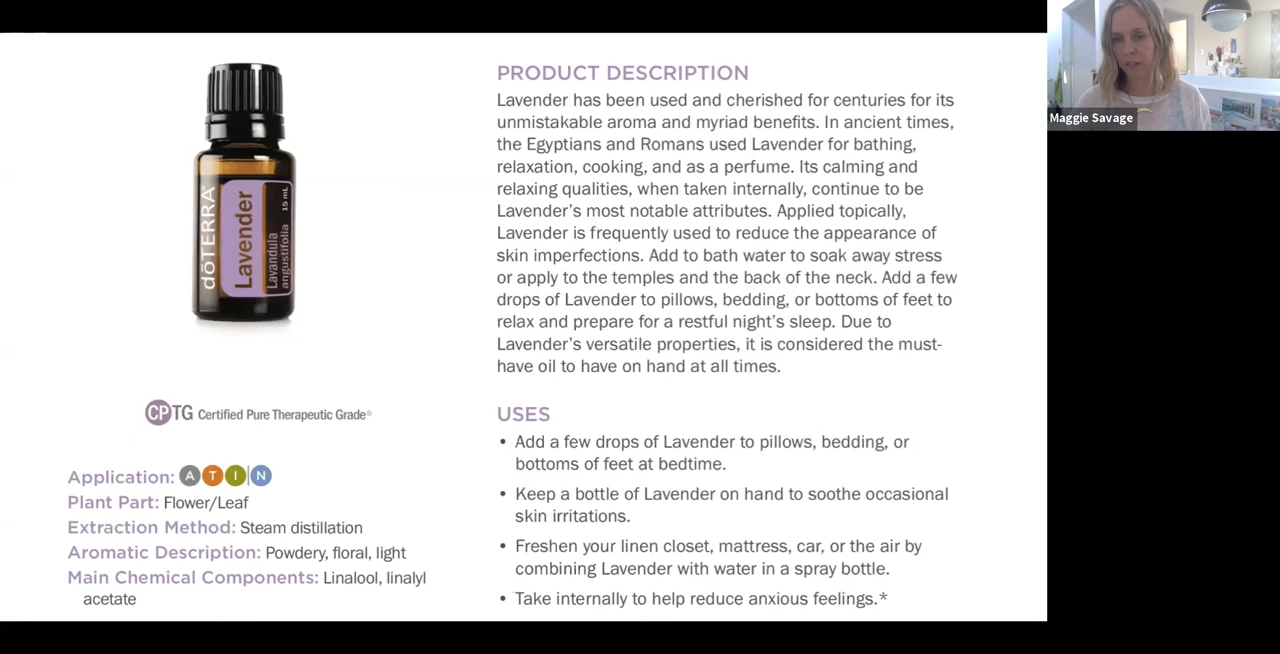 dōTERRA
Lavender
Lavandula
angustifolia
15 mL
CPTG Certified Pure Therapeutic Grade®
Application: A T I N
Plant Part: Flower/Leaf
Extraction Method: Steam distillation
Aromatic Description: Powdery, floral, light
Main Chemical Components: Linalool, linalyl
acetate
PRODUCT DESCRIPTION
Lavender has been used and cherished for centuries for its
unmistakable aroma and myriad benefits. In ancient times,
the Egyptians and Romans used Lavender for bathing,
relaxation, cooking, and as a perfume. Its calming and
relaxing qualities, when taken internally, continue to be
Lavender's most notable attributes. Applied topically,
Lavender is frequently used to reduce the appearance of
skin imperfections. Add to bath water to soak away stress
or apply to the temples and the back of the neck. Add a few
drops of Lavender to pillows, bedding, or bottoms of feet to
relax and prepare for a restful night's sleep. Due to
Lavender's versatile properties, it is considered the must-
have oil to have on hand at all times.
USES
• Add a few drops of Lavender to pillows, bedding, or
bottoms of feet at bedtime.
• Keep a bottle of Lavender on hand to soothe occasional
skin irritations.
• Freshen your linen closet, mattress, car, or the air by
combining Lavender with water in a spray bottle.
• Take internally to help reduce anxious feelings.*
Maggie Savage